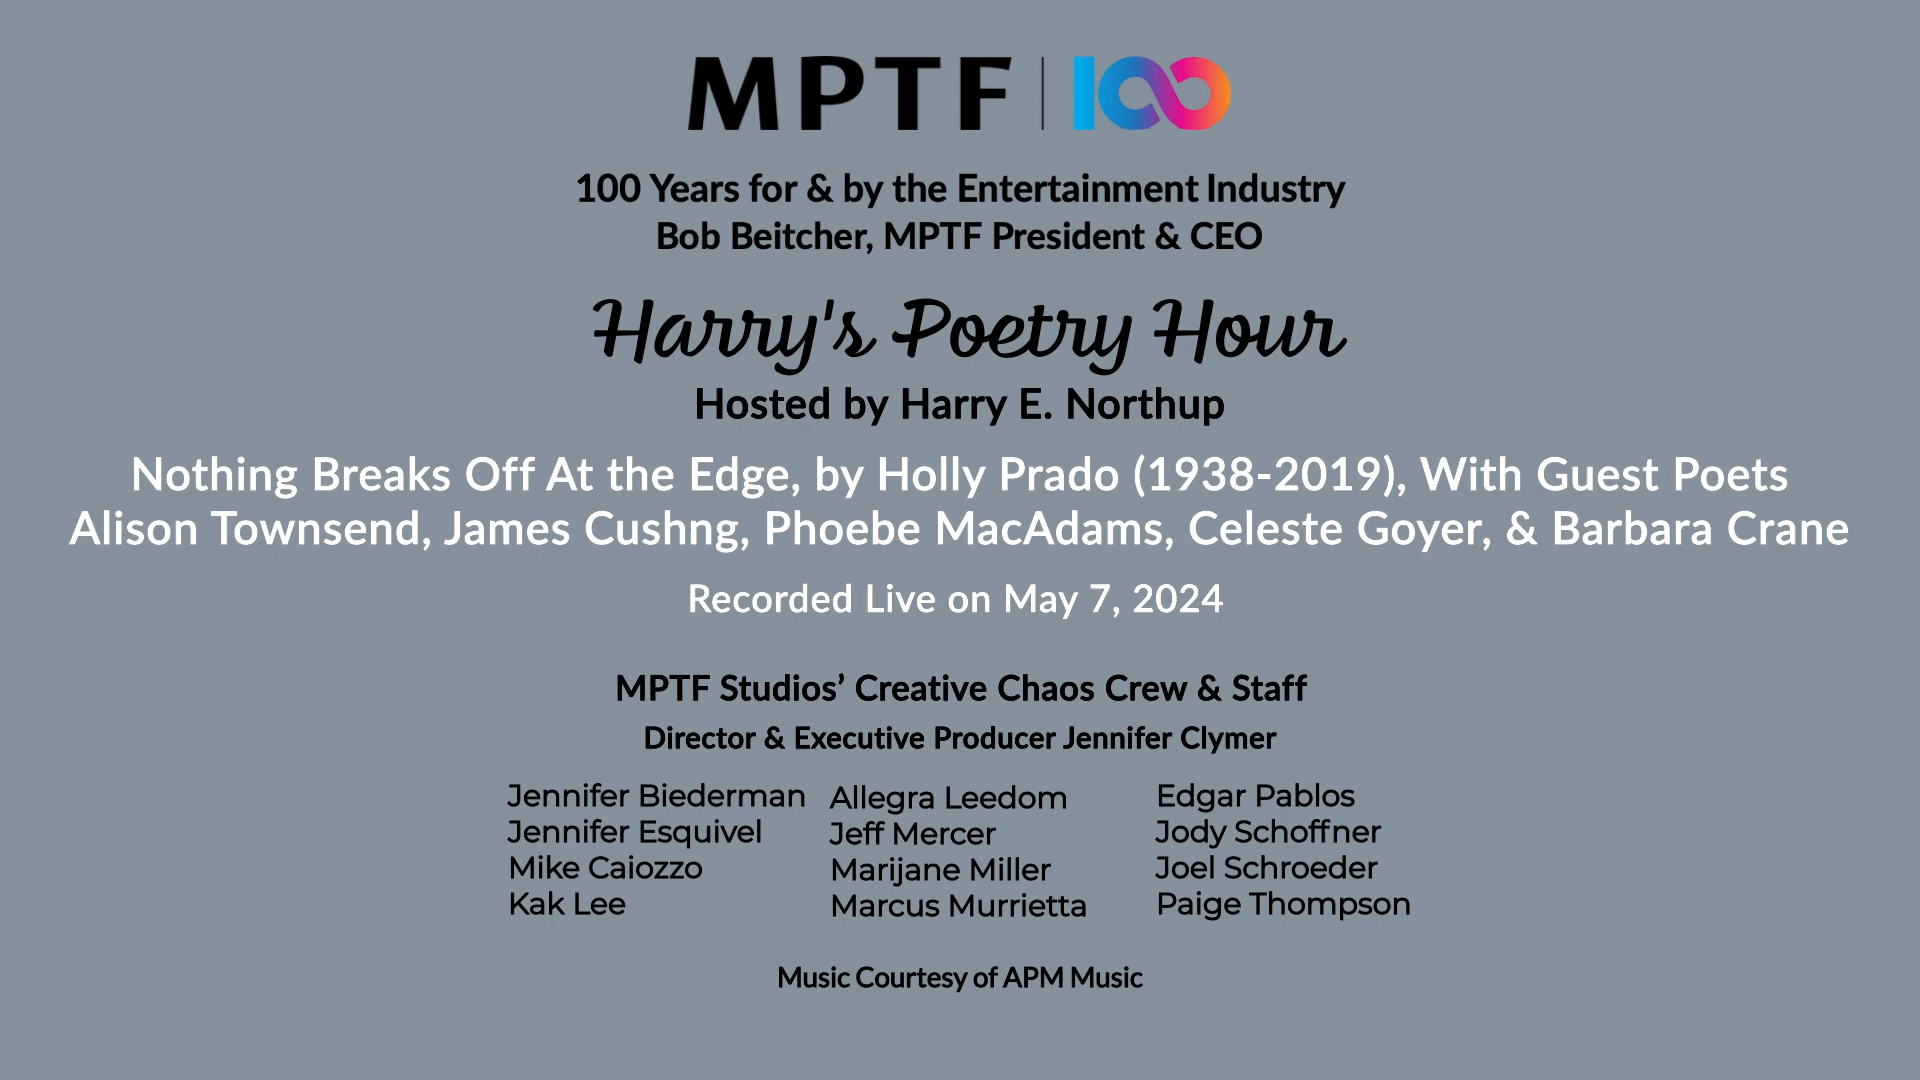 MPTF | 100
100 Years for & by the Entertainment Industry
Bob Beitcher, MPTF President & CEO
Harry's Poetry Hour
Hosted by Harry E. Northup
Nothing Breaks Off At the Edge, by Holly Prado (1938-2019), With Guest Poets
Alison Townsend, James Cushng, Phoebe MacAdams, Celeste Goyer, & Barbara Crane
Recorded Live on May 7, 2024
MPTF Studios’ Creative Chaos Crew & Staff
Director & Executive Producer Jennifer Clymer
Jennifer Biederman
Jennifer Esquivel
Mike Caiozzo
Kak Lee
Allegra Leedom
Jeff Mercer
Marijane Miller
Marcus Murrietta
Edgar Pablos
Jody Schoffner
Joel Schroeder
Paige Thompson
Music Courtesy of APM Music